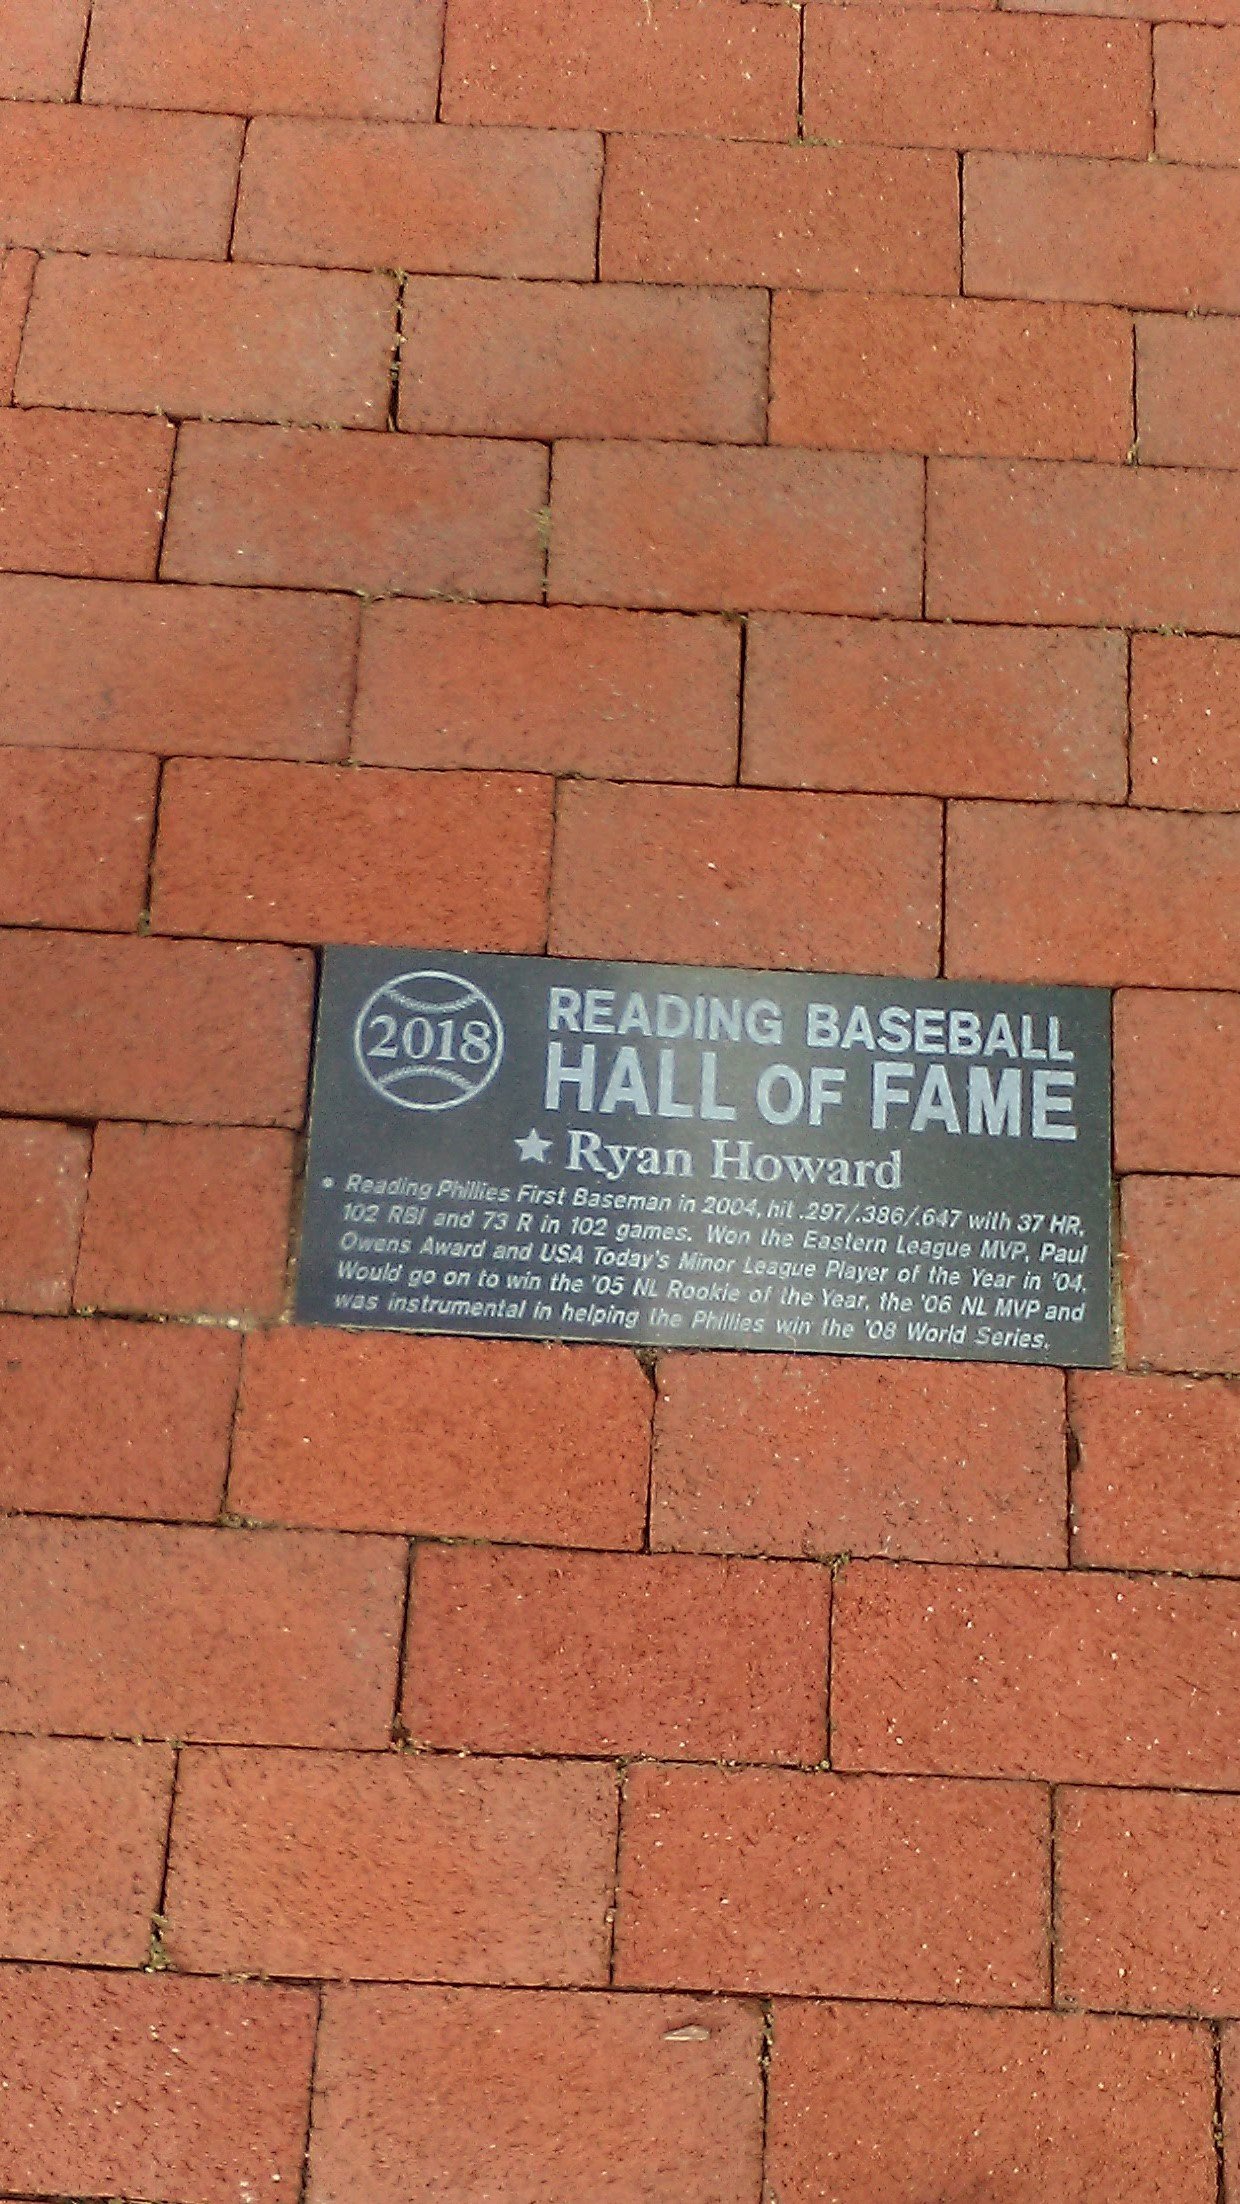 2018
READING BASEBALL
HALL OF FAME
★ Ryan Howard
• Reading Phillies First Baseman in 2004, hit .297/.386/.647 with 37 HR,
102 RBI and 73 R in 102 games. Won the Eastern League MVP, Paul
Owens Award and USA Today's Minor League Player of the Year in '04.
Would go on to win the '05 NL Rookie of the Year, the '06 NL MVP and
was instrumental in helping the Phillies win the '08 World Series.